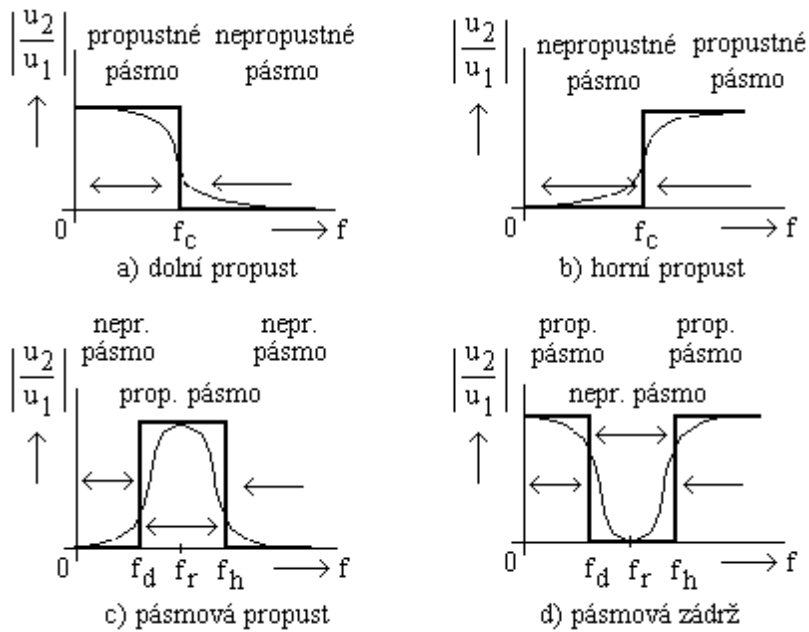 u2
u1
propustné nepropustné
pásmo pásmo
0
fc
f
a) dolní propust
u2
u1
nepropustné propustné
pásmo pásmo
0
fc
f
b) horní propust
nepr. nepr.
pásmo pásmo
u2
u1
prop. pásmo
0
fd fr fh
f
c) pásmová propust
prop. prop.
pásmo pásmo
u2
u1
nepr. pásmo
0
fd fr fh
f
d) pásmová zádrž